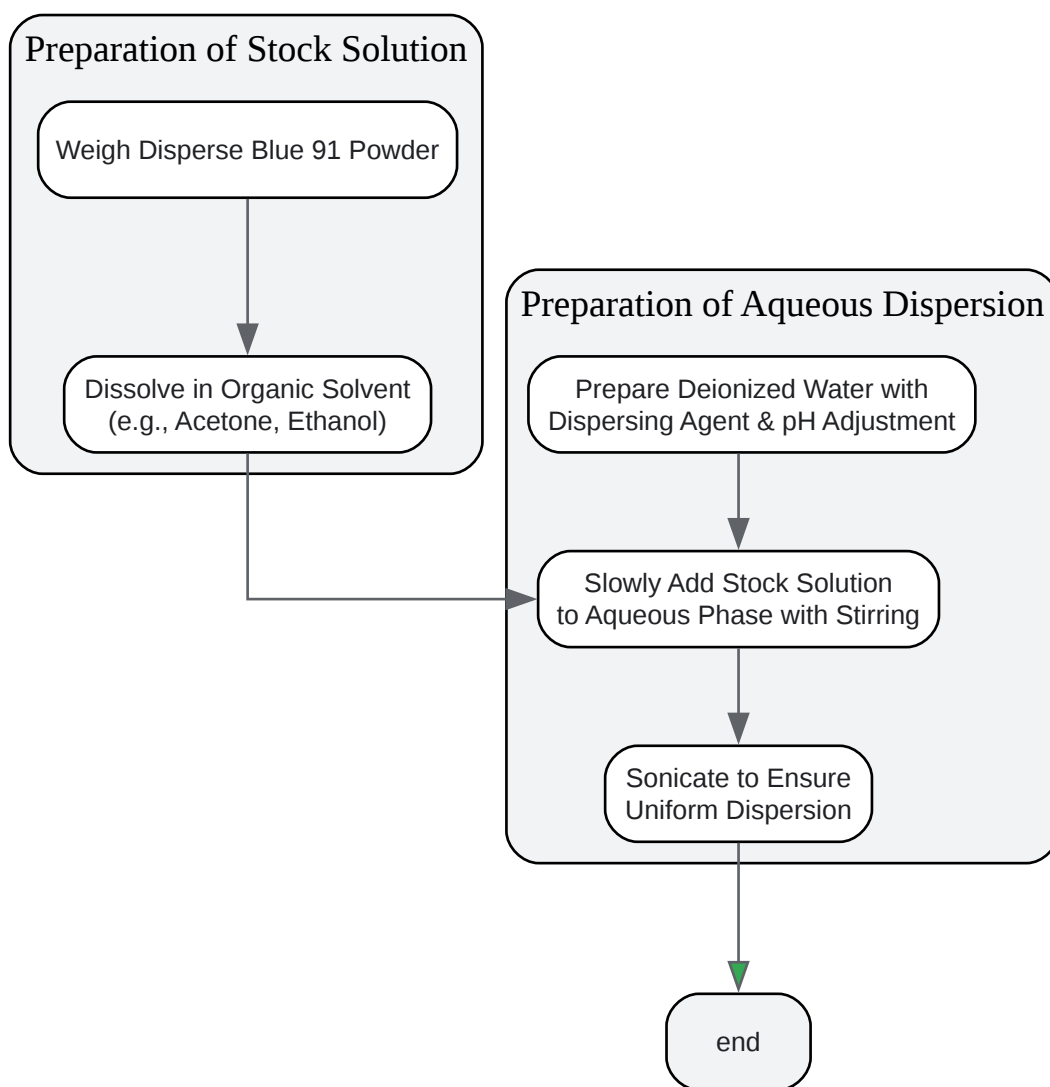 Preparation of Stock Solution
Weigh Disperse Blue 91 Powder
Dissolve in Organic Solvent
(e.g., Acetone, Ethanol)
Preparation of Aqueous Dispersion
Prepare Deionized Water with
Dispersing Agent & pH Adjustment
Slowly Add Stock Solution
to Aqueous Phase with Stirring
Sonicate to Ensure
Uniform Dispersion
end